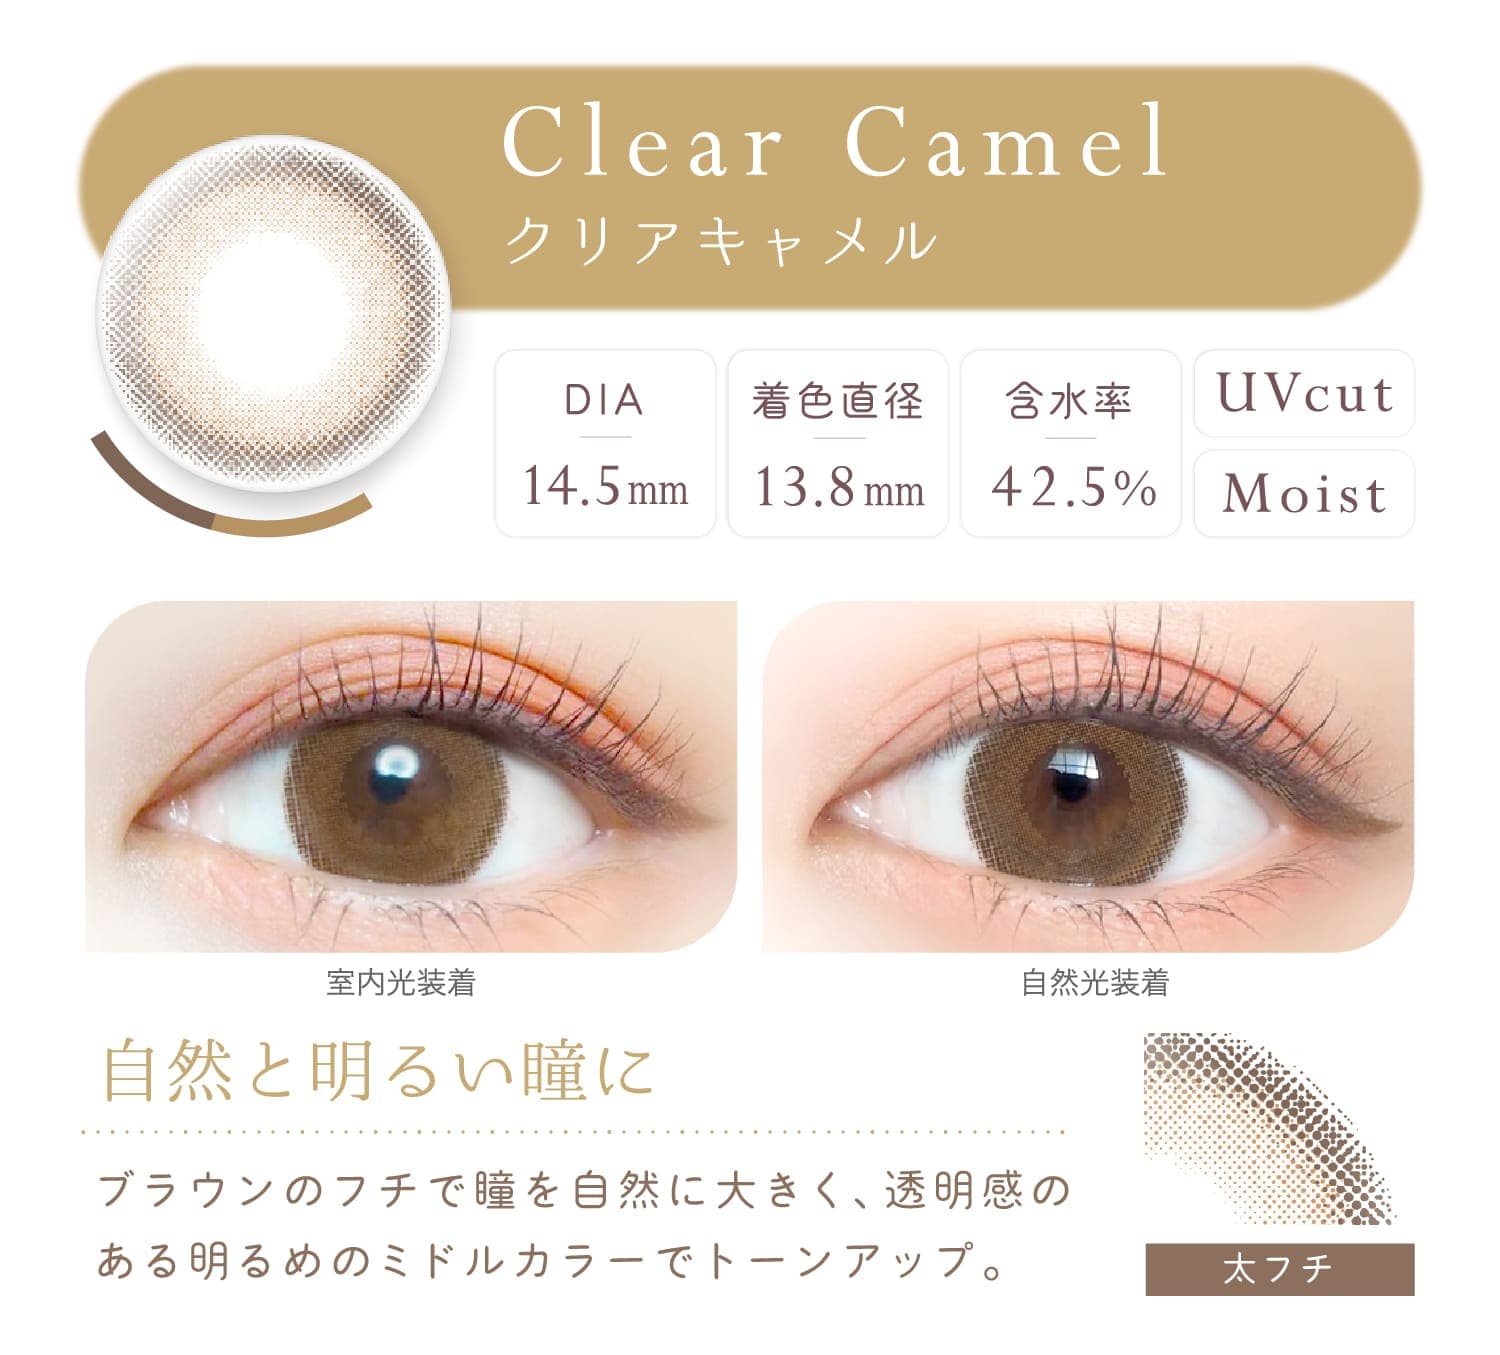 Clear Camel
クリアキャメル
DIA
14.5mm
着色直径
13.8mm
含水率
42.5%
UVcut
Moist
室内光装着
自然光装着
自然と明るい瞳に
ブラウンのフチで瞳を自然に大きく、透明感の
ある明るめのミドルカラーでトーンアップ。
太フチ